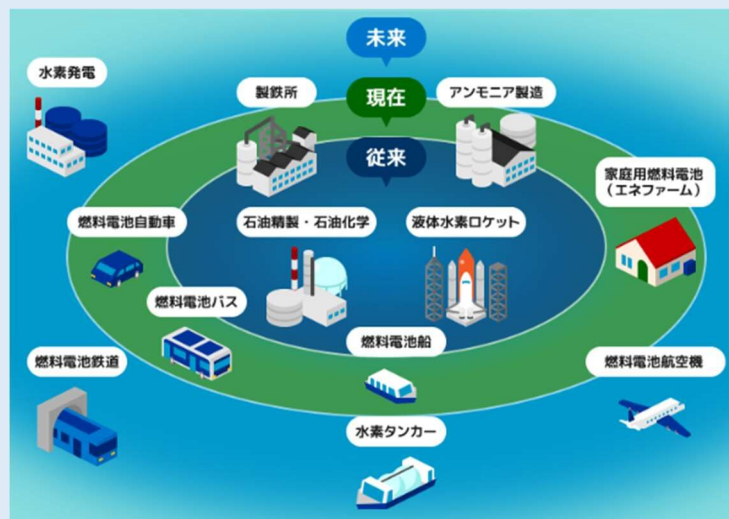 未来
水素発電
製鉄所
現在
アンモニア製造
従来
家庭用燃料電池
（エネファーム）
燃料電池自動車
石油精製・石油化学
液体水素ロケット
燃料電池バス
燃料電池船
燃料電池鉄道
燃料電池航空機
水素タンカー